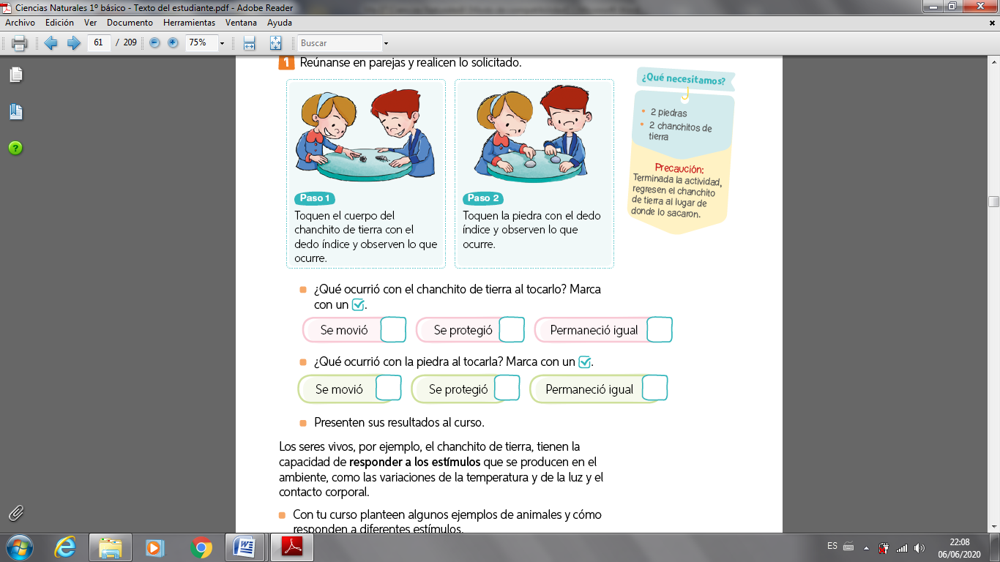 Ciencias Naturales 1º básico - Texto del estudiante.pdf - Adobe Reader
Archivo Edición Ver Documento Herramientas Ventana Ayuda
61 / 209 75% Buscar
1 Reúnanse en parejas y realicen lo solicitado.
Paso 1
Toquen el cuerpo del
chanchito de tierra con el
dedo índice y observen lo que
ocurre.
Paso 2
Toquen la piedra con el dedo
índice y observen lo que
ocurre.
¿Qué necesitamos?
• 2 piedras
• 2 chanchitos de
tierra
Precaución:
Terminada la actividad,
regresen el chanchito
de tierra al lugar de
donde lo sacaron.
¿Qué ocurrió con el chanchito de tierra al tocarlo? Marca
con un ☑.
Se movió Se protegió Permaneció igual
¿Qué ocurrió con la piedra al tocarla? Marca con un ☑.
Se movió Se protegió Permaneció igual
Presenten sus resultados al curso.
Los seres vivos, por ejemplo, el chanchito de tierra, tienen la
capacidad de responder a los estímulos que se producen en el
ambiente, como las variaciones de la temperatura y de la luz y el
contacto corporal.
Con tu curso planteen algunos ejemplos de animales y cómo
responden a diferentes estímulos.
ES 22:08
06/06/2020